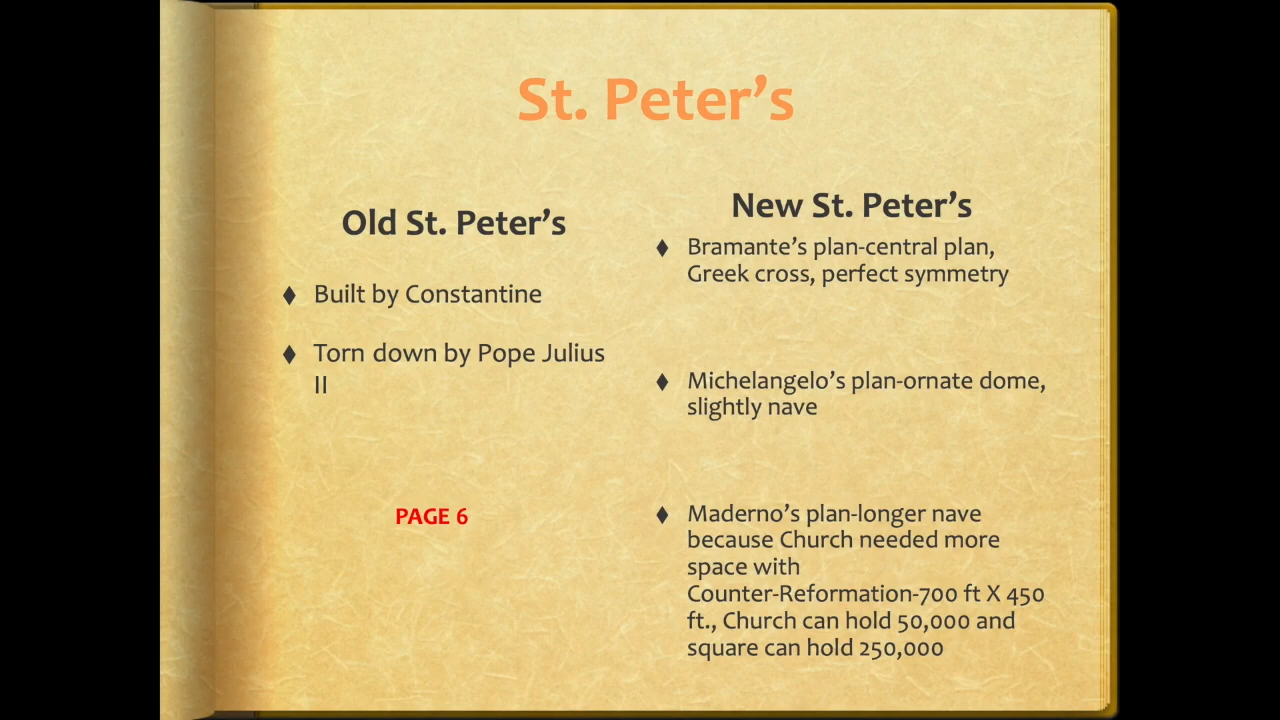 St. Peter’s
Old St. Peter’s
Built by Constantine
Torn down by Pope Julius
II
PAGE 6
New St. Peter’s
Bramante’s plan-central plan,
Greek cross, perfect symmetry
Michelangelo’s plan-ornate dome,
slightly nave
Maderno’s plan-longer nave
because Church needed more
space with
Counter-Reformation-700 ft X 450
ft., Church can hold 50,000 and
square can hold 250,000